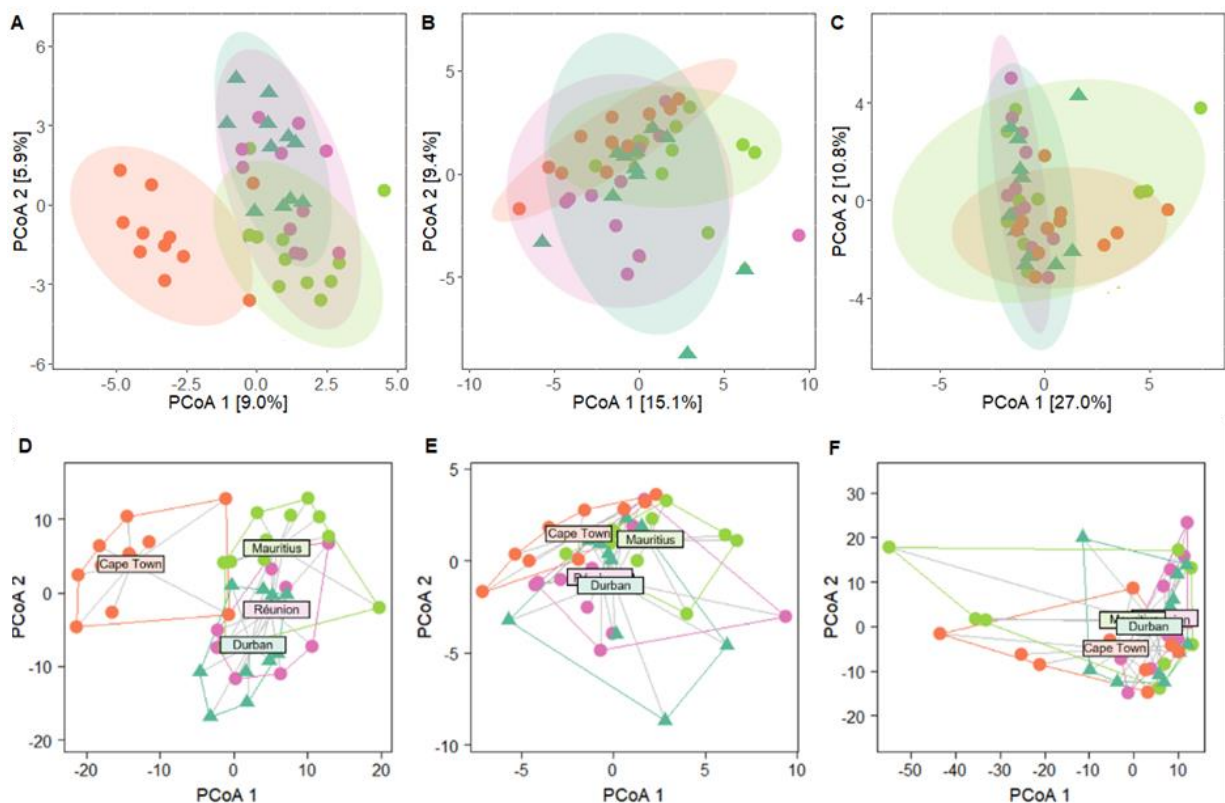 A
B
C
6
3
0
-3
-6
PCoA 2 [5.9%]
-5.0
-2.5
0.0
2.5
5.0
PCoA 1 [9.0%]
5
0
-5
PCoA 2 [9.4%]
-10
-5
0
5
10
PCoA 1 [15.1%]
4
0
-4
PCoA 2 [10.8%]
-5
0
5
PCoA 1 [27.0%]
D
E
F
10
0
-10
-20
PCoA 2
Cape Town
Mauritius
Réunion
Durban
-20
-10
0
10
20
PCoA 1
5
0
-5
-10
PCoA 2
Cape Town
Mauritius
Durban
-5
0
5
10
PCoA 1
30
20
10
0
-10
-20
PCoA 2
Durban
Cape Town
-50
-40
-30
-20
-10
0
10
PCoA 1